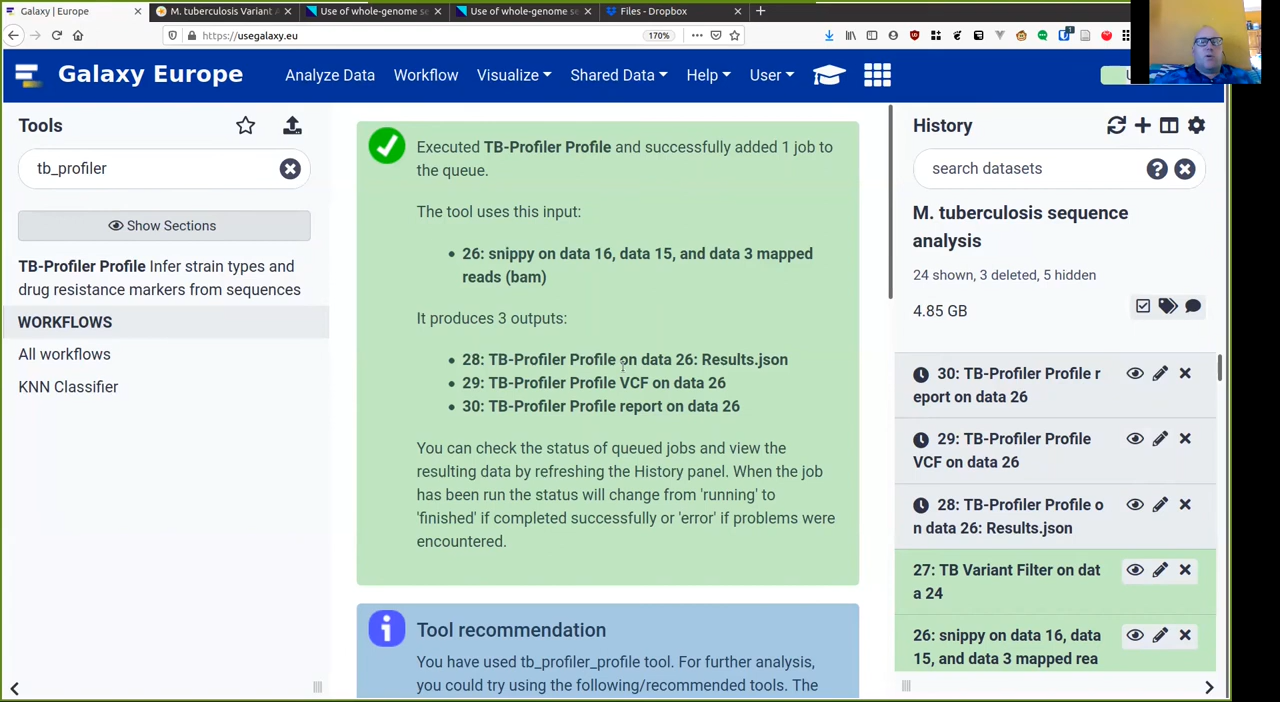 Galaxy | Europe
M. tuberculosis Variant A
Use of whole-genome se
Use of whole-genome se
Files - Dropbox
https://usegalaxy.eu
170%
Galaxy Europe
Analyze Data
Workflow
Visualize
Shared Data
Help
User
U
Tools
tb_profiler
Show Sections
TB-Profiler Profile Infer strain types and
drug resistance markers from sequences
WORKFLOWS
All workflows
KNN Classifier
Executed TB-Profiler Profile and successfully added 1 job to
the queue.
The tool uses this input:
26: snippy on data 16, data 15, and data 3 mapped
reads (bam)
It produces 3 outputs:
28: TB-Profiler Profile on data 26: Results.json
29: TB-Profiler Profile VCF on data 26
30: TB-Profiler Profile report on data 26
You can check the status of queued jobs and view the
resulting data by refreshing the History panel. When the job
has been run the status will change from 'running' to
'finished' if completed successfully or 'error' if problems were
encountered.
Tool recommendation
You have used tb_profiler_profile tool. For further analysis,
you could try using the following/recommended tools. The
History
search datasets
M. tuberculosis sequence
analysis
24 shown, 3 deleted, 5 hidden
4.85 GB
30: TB-Profiler Profile r
eport on data 26
29: TB-Profiler Profile
VCF on data 26
28: TB-Profiler Profile o
n data 26: Results.json
27: TB Variant Filter on dat
a 24
26: snippy on data 16, data
15, and data 3 mapped rea